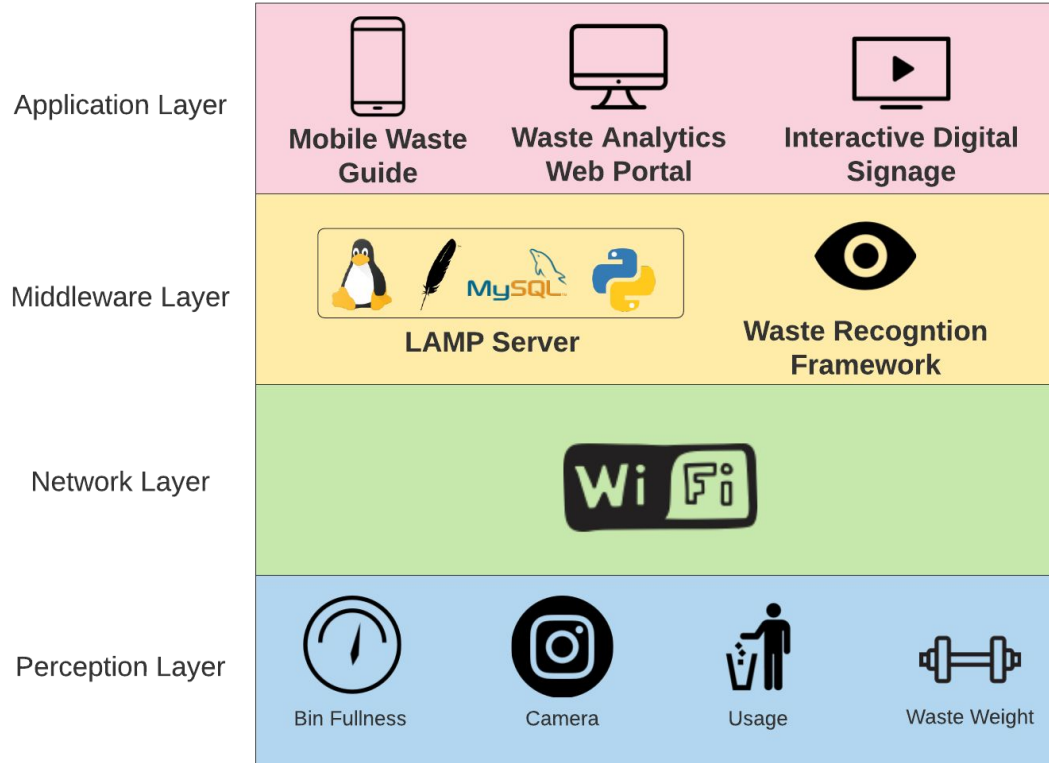 Application Layer
Mobile Waste
Guide
Waste Analytics
Web Portal
Interactive Digital
Signage
Middleware Layer
MySQL
LAMP Server
Waste Recogntion
Framework
Network Layer
Wi Fi
Perception Layer
Bin Fullness
Camera
Usage
Waste Weight